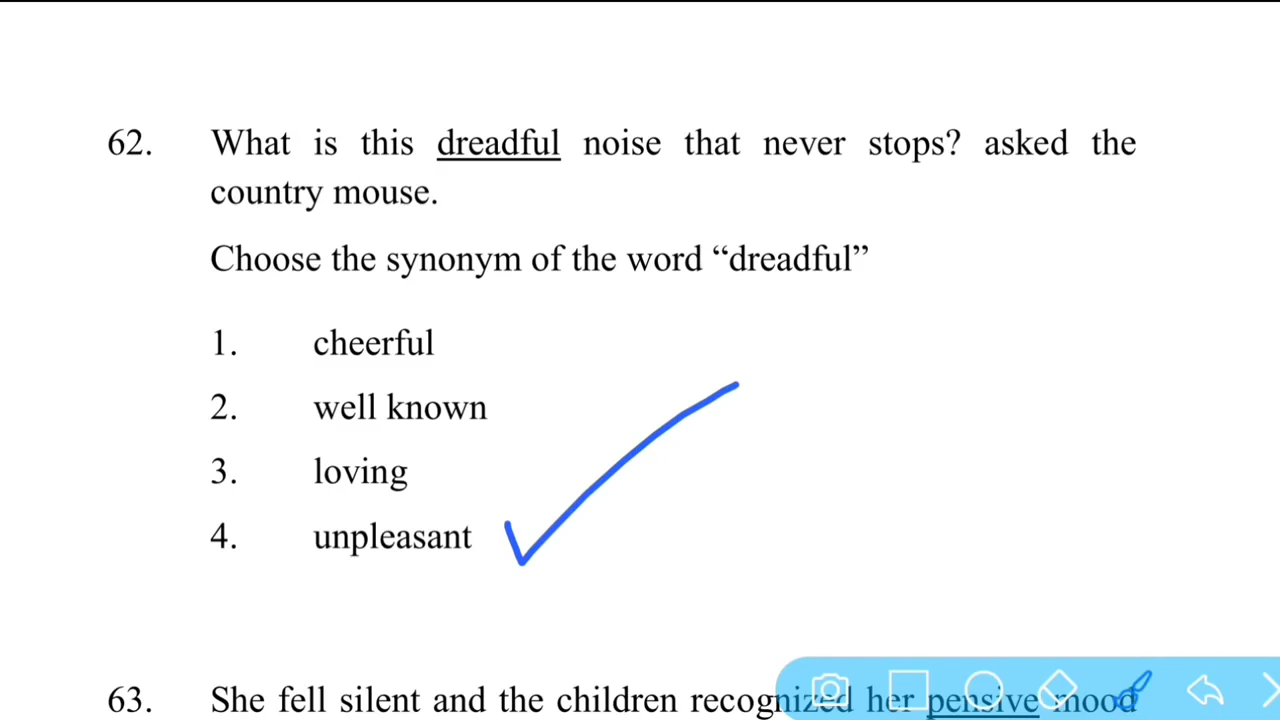 62. What is this dreadful noise that never stops? asked the
country mouse.
Choose the synonym of the word “dreadful”
1. cheerful
2. well known
3. loving
4. unpleasant
63. She fell silent and the children recognized her pensive mood